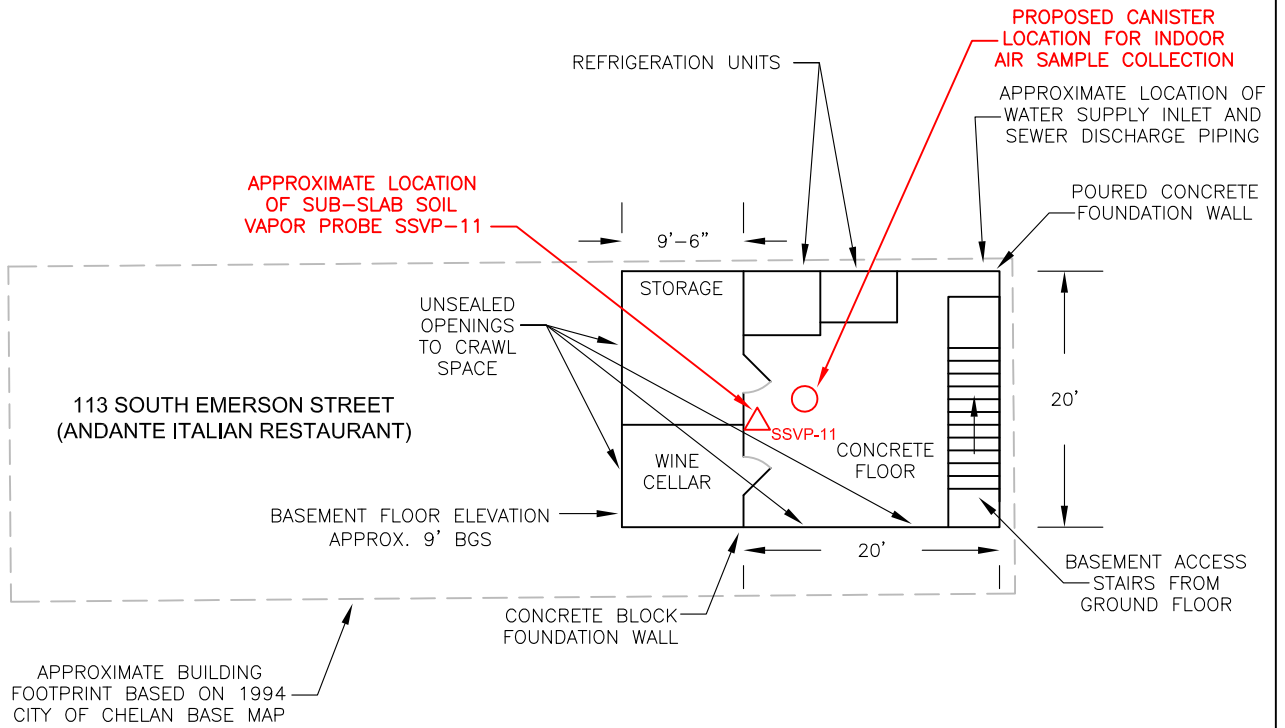 PROPOSED CANISTER
LOCATION FOR INDOOR
AIR SAMPLE COLLECTION
REFRIGERATION UNITS
APPROXIMATE LOCATION OF
WATER SUPPLY INLET AND
SEWER DISCHARGE PIPING
APPROXIMATE LOCATION
OF SUB-SLAB SOIL
VAPOR PROBE SSVP-11
POURED CONCRETE
FOUNDATION WALL
9'-6"
STORAGE
UNSEALED
OPENINGS
TO CRAWL
SPACE
113 SOUTH EMERSON STREET
(ANDANTE ITALIAN RESTAURANT)
20'
SSVP-11
CONCRETE
FLOOR
WINE
CELLAR
BASEMENT FLOOR ELEVATION
APPROX. 9' BGS
20'
BASEMENT ACCESS
STAIRS FROM
GROUND FLOOR
CONCRETE BLOCK
FOUNDATION WALL
APPROXIMATE BUILDING
FOOTPRINT BASED ON 1994
CITY OF CHELAN BASE MAP